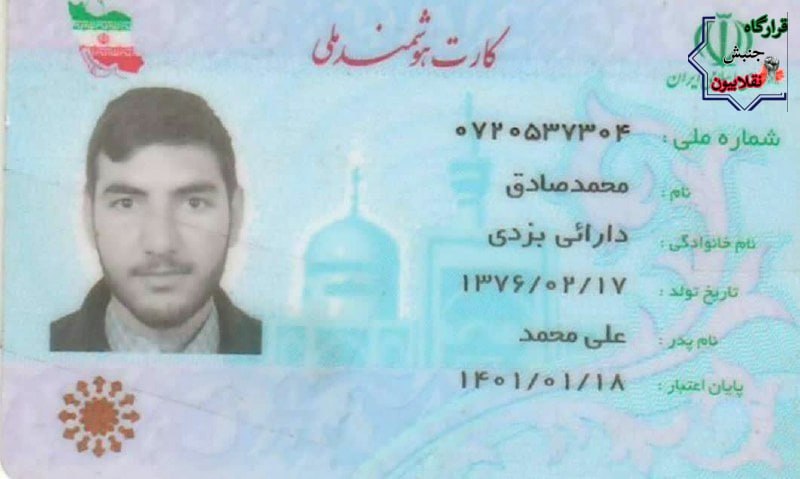 قرارگاه
جنبش
نقلابیون
کارت هوشمند ملی
ایران
شماره ملی : ۰۷۲۰۵۳۷۳۰۴
نام : محمدصادق
نام خانوادگی : دارائی یزدی
تاریخ تولد : ۱۳۷۶/۰۲/۱۷
نام پدر : علی محمد
پایان اعتبار : ۱۴۰۱/۰۱/۱۸